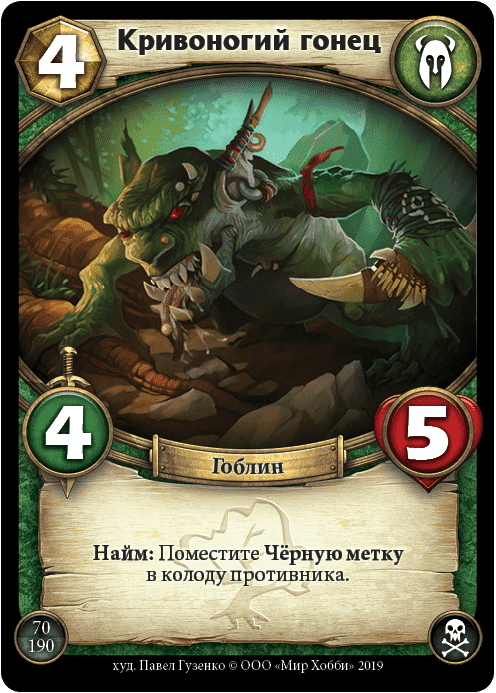 4
Кривоногий гонец
4
5
Гоблин
Найм: Поместите Чёрную метку
в колоду противника.
70
190
худ. Павел Гузенко © ООО «Мир Хобби» 2019